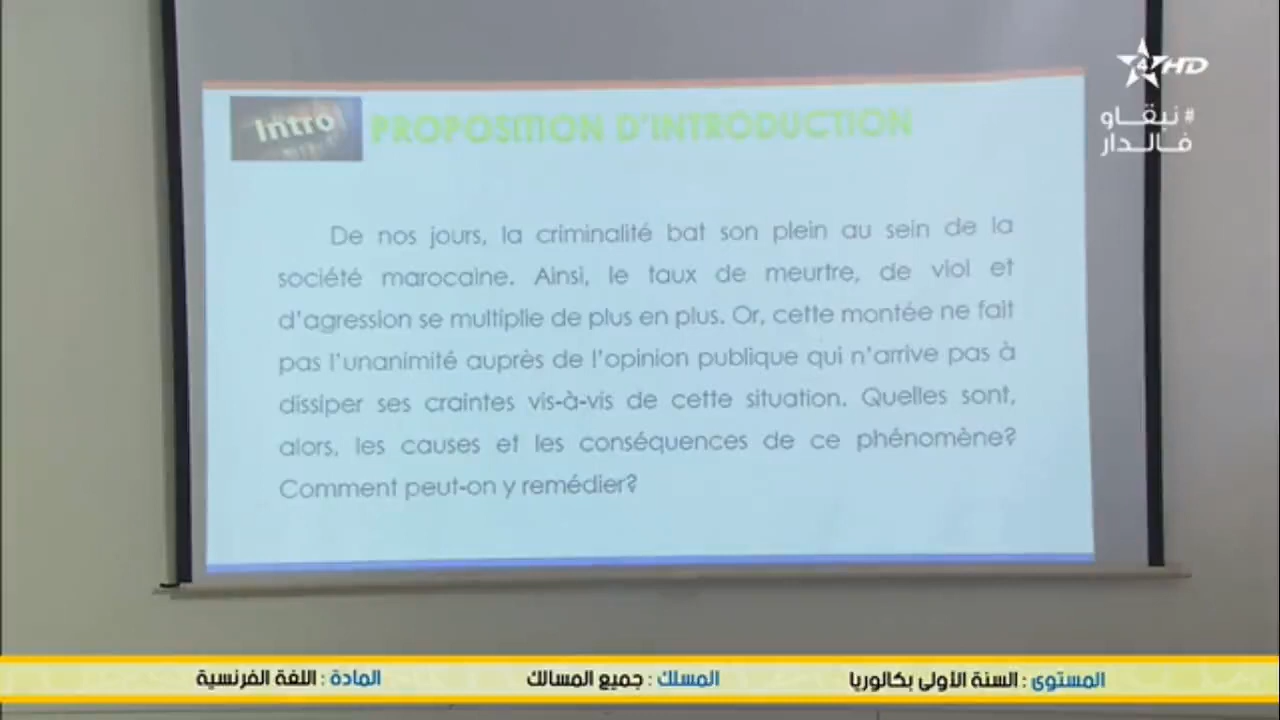 4 HD
#نبقاو
فالدار
Intro
PROPOSITION D'INTRODUCTION
De nos jours, la criminalité bat son plein au sein de la
société marocaine. Ainsi, le taux de meurtre, de viol et
d'agression se multiplie de plus en plus. Or, cette montée ne fait
pas l'unanimité auprès de l'opinion publique qui n'arrive pas à
dissiper ses craintes vis-à-vis de cette situation. Quelles sont,
alors, les causes et les conséquences de ce phénomène?
Comment peut-on y remédier?
المستوى : السنة الأولى بكالوريا المسلك : جميع المسالك المادة : اللغة الفرنسية